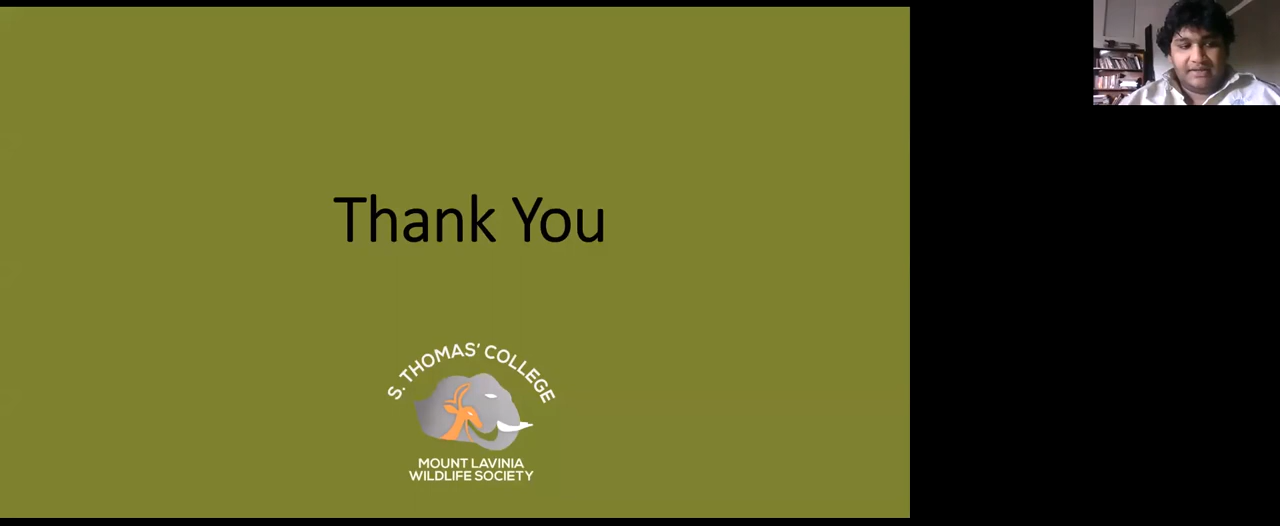 Thank You
S. THOMAS' COLLEGE
MOUNT LAVINIA
WILDLIFE SOCIETY